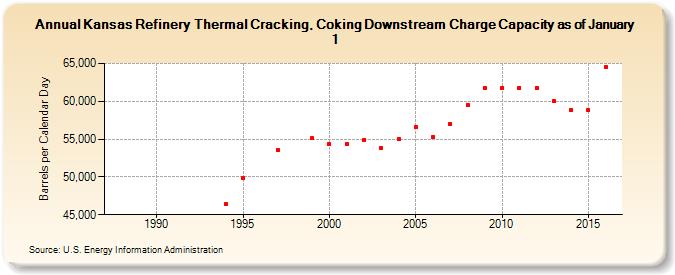 Annual Kansas Refinery Thermal Cracking, Coking Downstream Charge Capacity as of January
1
Barrels per Calendar Day
65,000
60,000
55,000
50,000
45,000
1990 1995 2000 2005 2010 2015
Source: U.S. Energy Information Administration